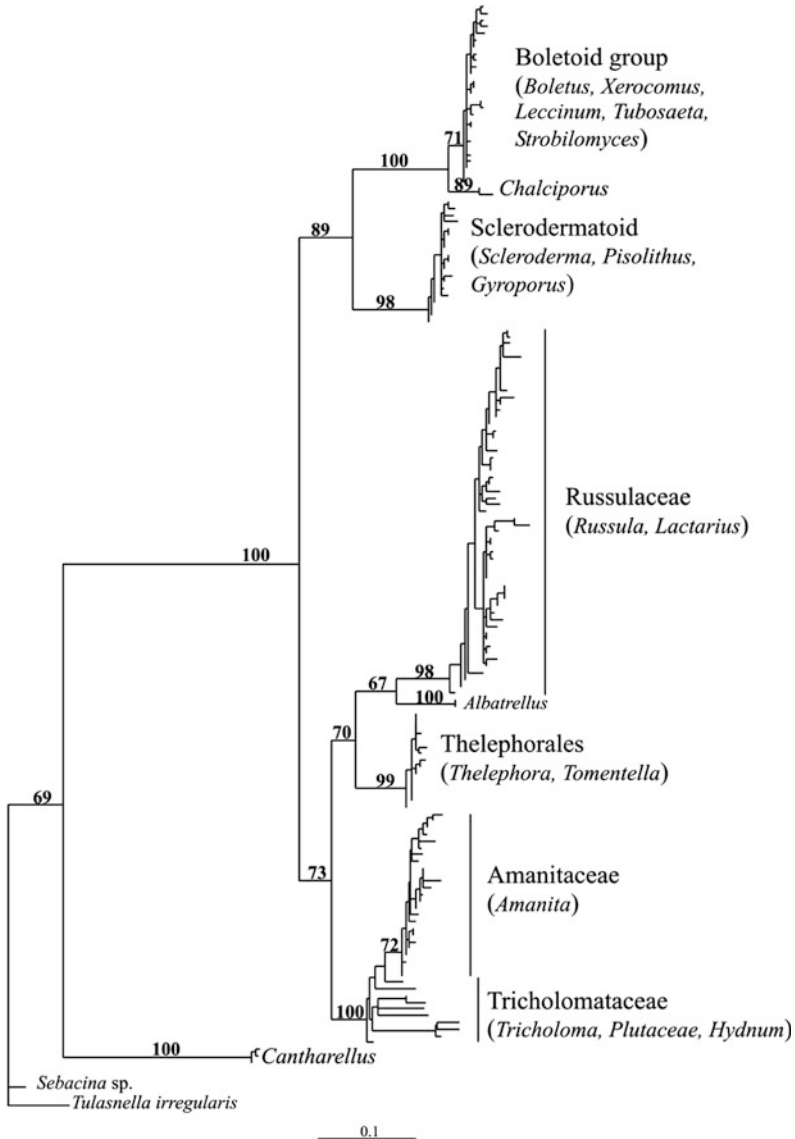 Boletoid group
(Boletus, Xerocomus,
Leccinum, Tubosaeta,
Strobilomyces)
71
100
89
Chalciporus
89
Sclerodermatoid
(Scleroderma, Pisolithus,
Gyroporus)
98
Russulaceae
(Russula, Lactarius)
100
67
98
100
Albatrellus
70
Thelephorales
(Thelephora, Tomentella)
99
69
73
Amanitaceae
(Amanita)
72
Tricholomataceae
(Tricholoma, Plutaceae, Hydnum)
100
100
Cantharellus
Sebacina sp.
Tulasnella irregularis
0.1